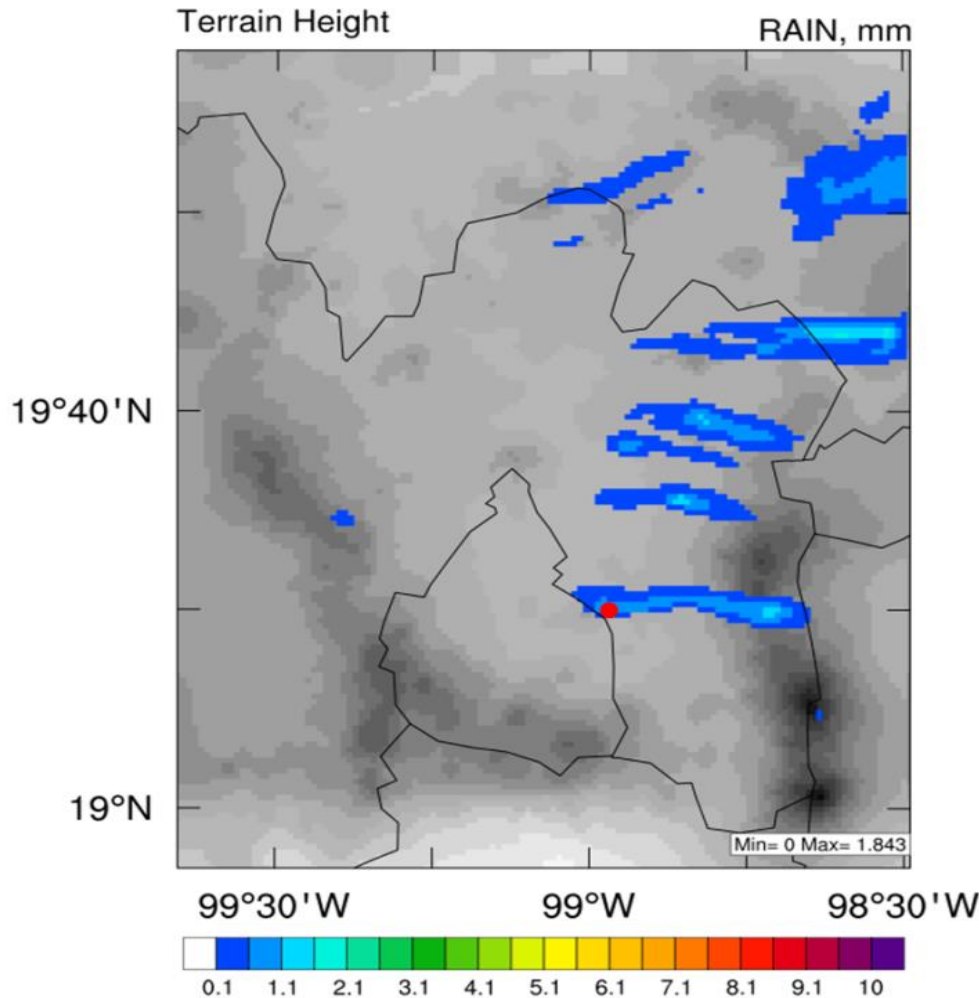 Terrain Height
RAIN, mm
19°40'N
19°N
Min= 0 Max= 1.843
99°30'W 99°W 98°30'W
0.1 1.1 2.1 3.1 4.1 5.1 6.1 7.1 8.1 9.1 10